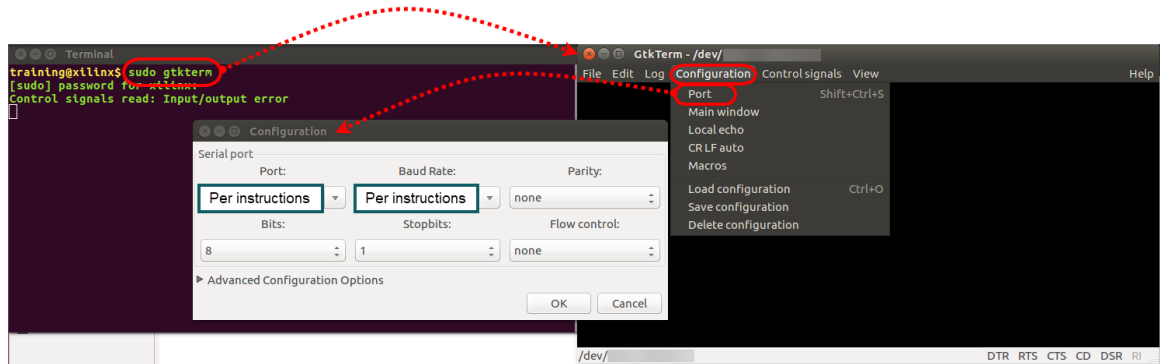 Terminal
training@xilinx$ sudo gtkterm
[sudo] password for xilinx:
Control signals read: Input/output error
Configuration
Serial port
Port: Baud Rate: Parity:
Per instructions Per instructions none
Bits: Stopbits: Flow control:
8 1 none
Advanced Configuration Options
OK Cancel
GtkTerm - /dev/
File Edit Log Configuration Control signals View Help
Port Shift+Ctrl+S
Main window
Local echo
CR LF auto
Macros
Load configuration Ctrl+O
Save configuration
Delete configuration
/dev/ DTR RTS CTS CD DSR RI